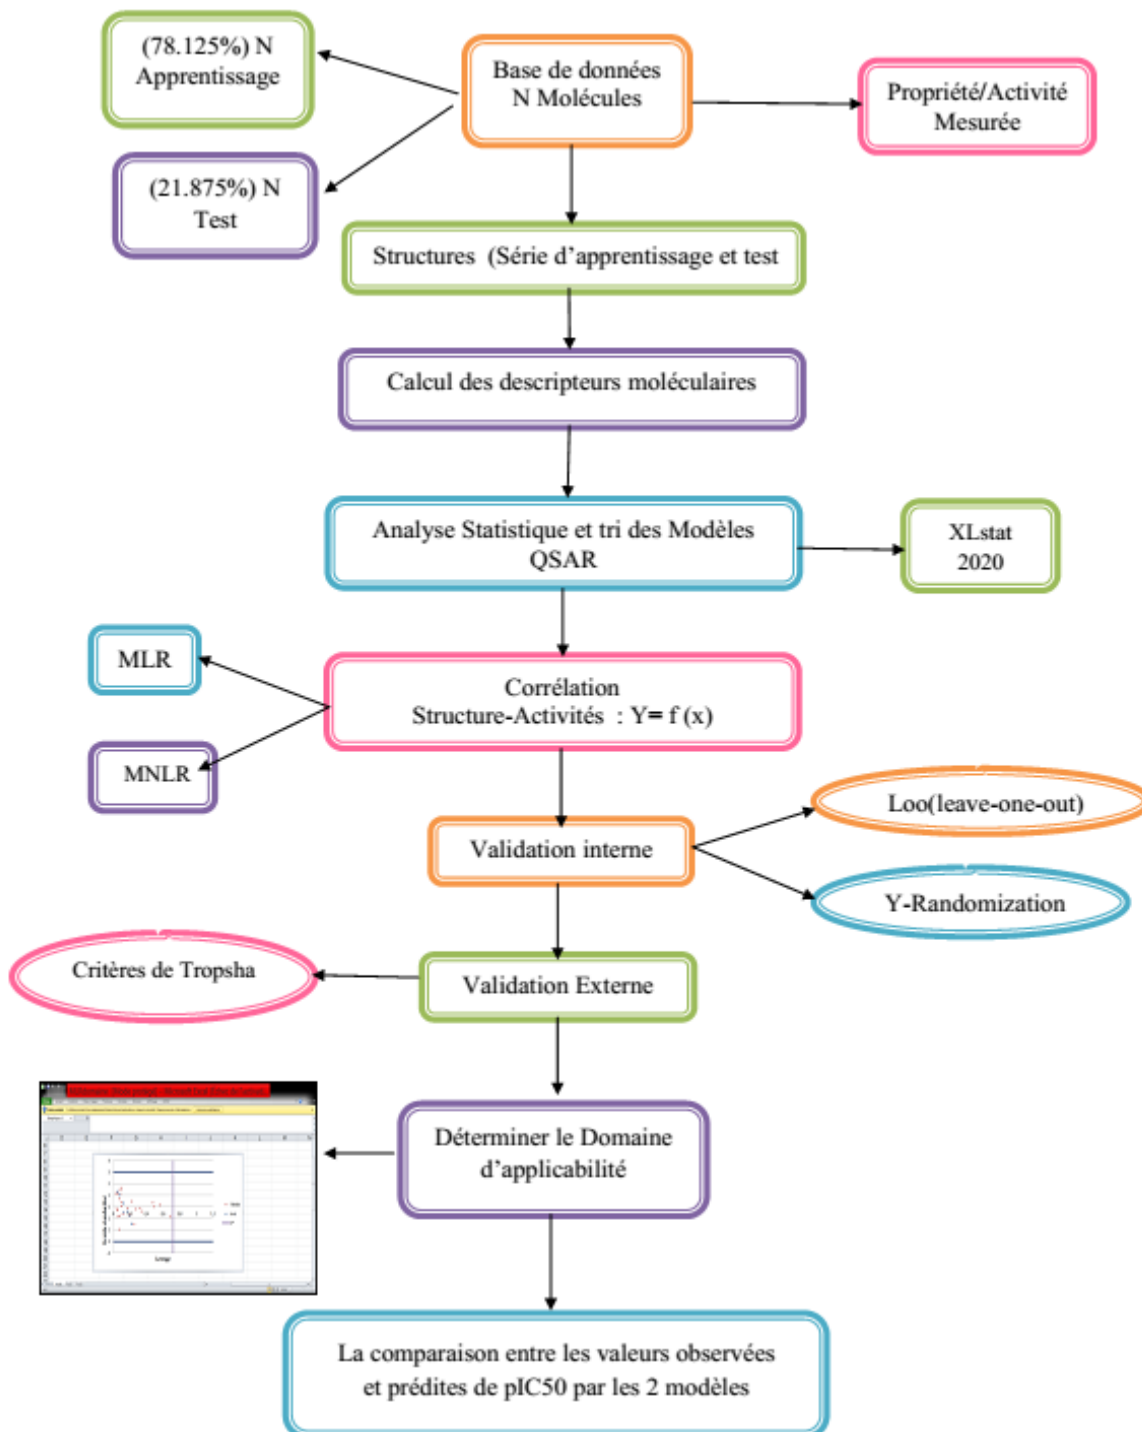 (78.125%) N
Apprentissage
Base de données
N Molécules
Propriété/Activité
Mesurée
(21.875%) N
Test
Structures (Série d'apprentissage et test
Calcul des descripteurs moléculaires
Analyse Statistique et tri des Modèles
QSAR
XLstat
2020
MLR
Corrélation
Structure-Activités : Y= f (x)
MNLR
Loo(leave-one-out)
Validation interne
Y-Randomization
Critères de Tropsha
Validation Externe
Déterminer le Domaine
d'applicabilité
La comparaison entre les valeurs observées
et prédites de pIC50 par les 2 modèles